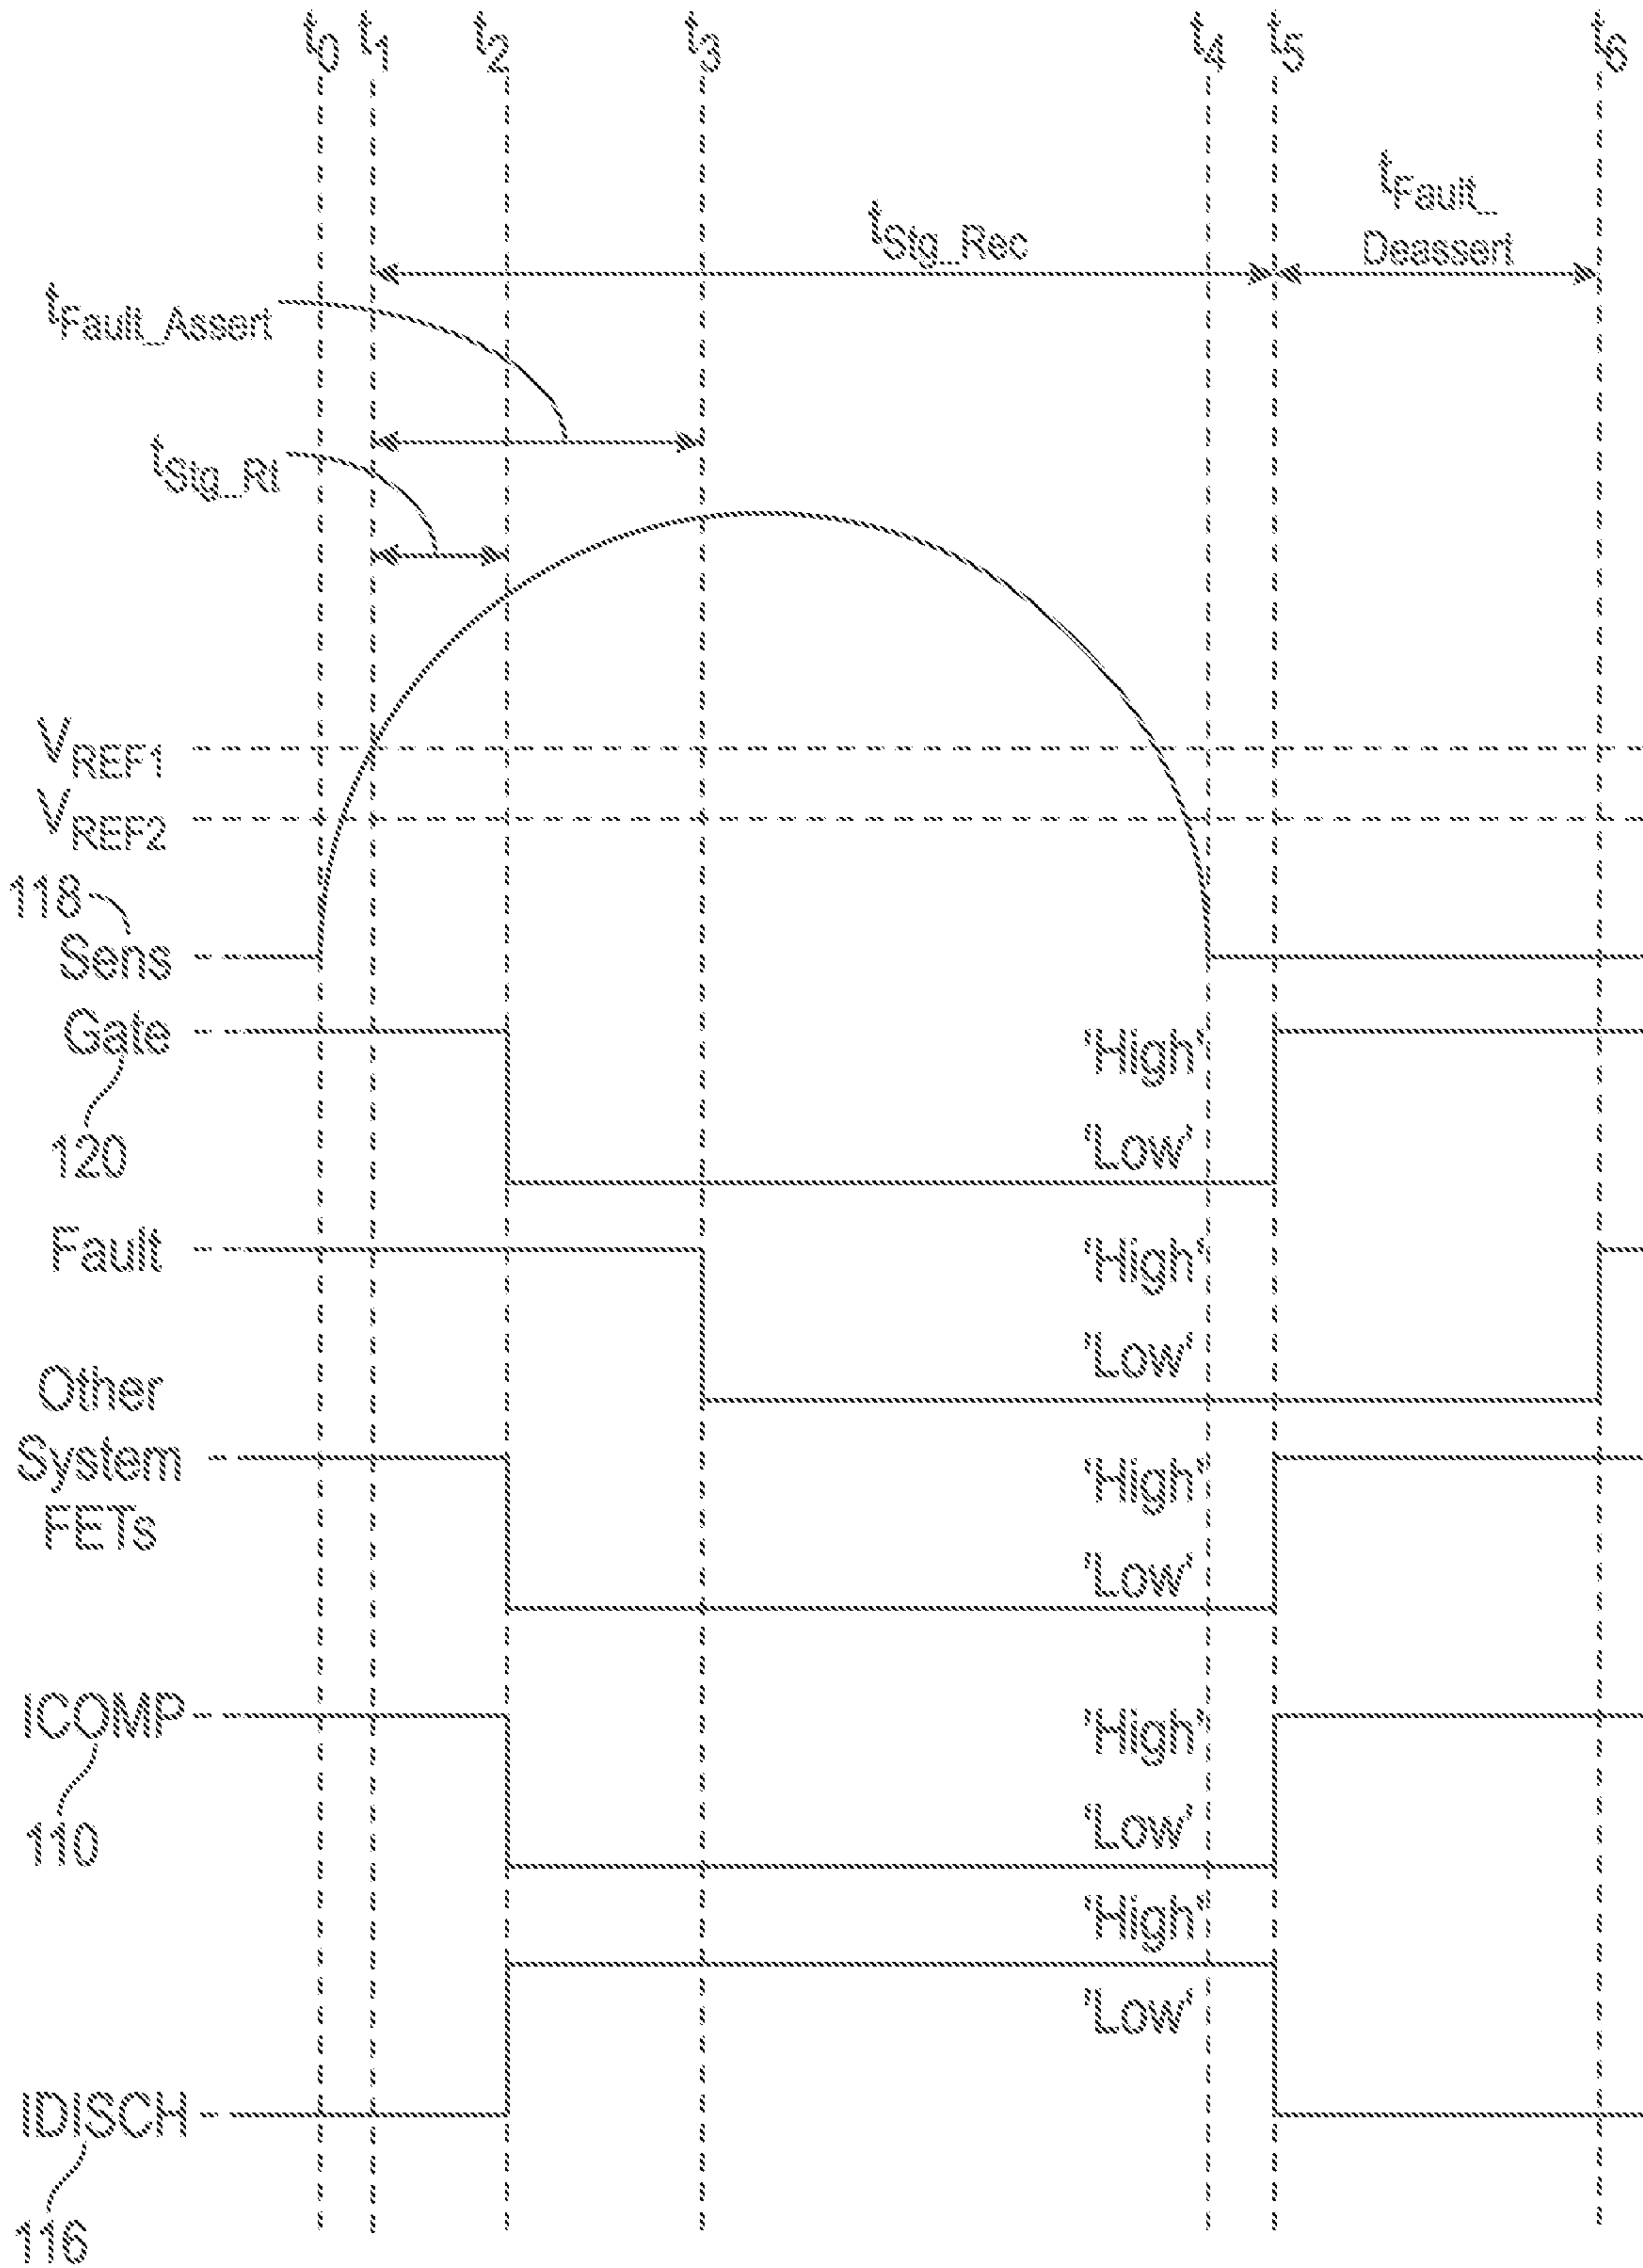 t0 t1 t2 t3 t4 t5 t6
tFault_
Deassert
tStg_Rec
tFault_Assert
tStg_Rt
VREF1
VREF2
118
Sens
Gate
120
'High'
'Low'
Fault
'High'
'Low'
Other
System
FETs
'High'
'Low'
ICOMP
110
'High'
'Low'
'High'
'Low'
IDISCH
116